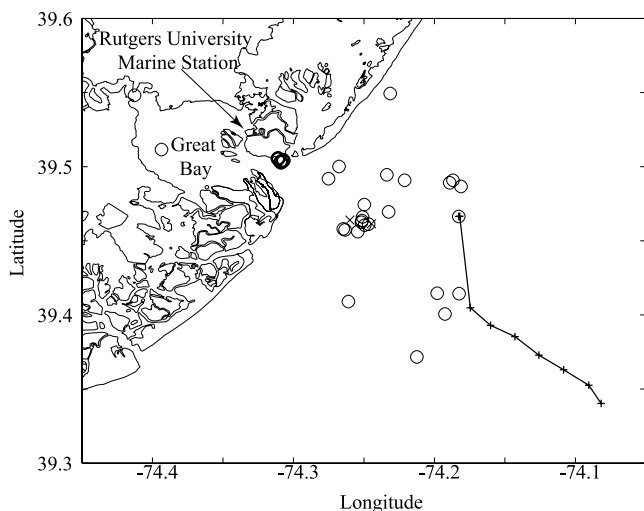 39.6
Rutgers University
Marine Station
39.5
Great
Bay
Latitude
39.4
39.3
-74.4
-74.3
-74.2
-74.1
Longitude